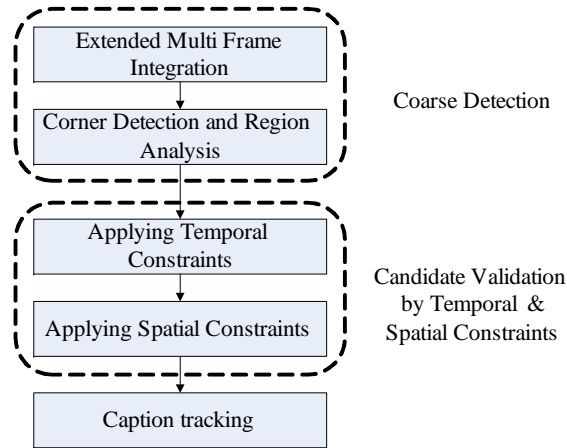 Extended Multi Frame
Integration
Corner Detection and Region
Analysis
Coarse Detection
Applying Temporal
Constraints
Applying Spatial Constraints
Candidate Validation
by Temporal &
Spatial Constraints
Caption tracking